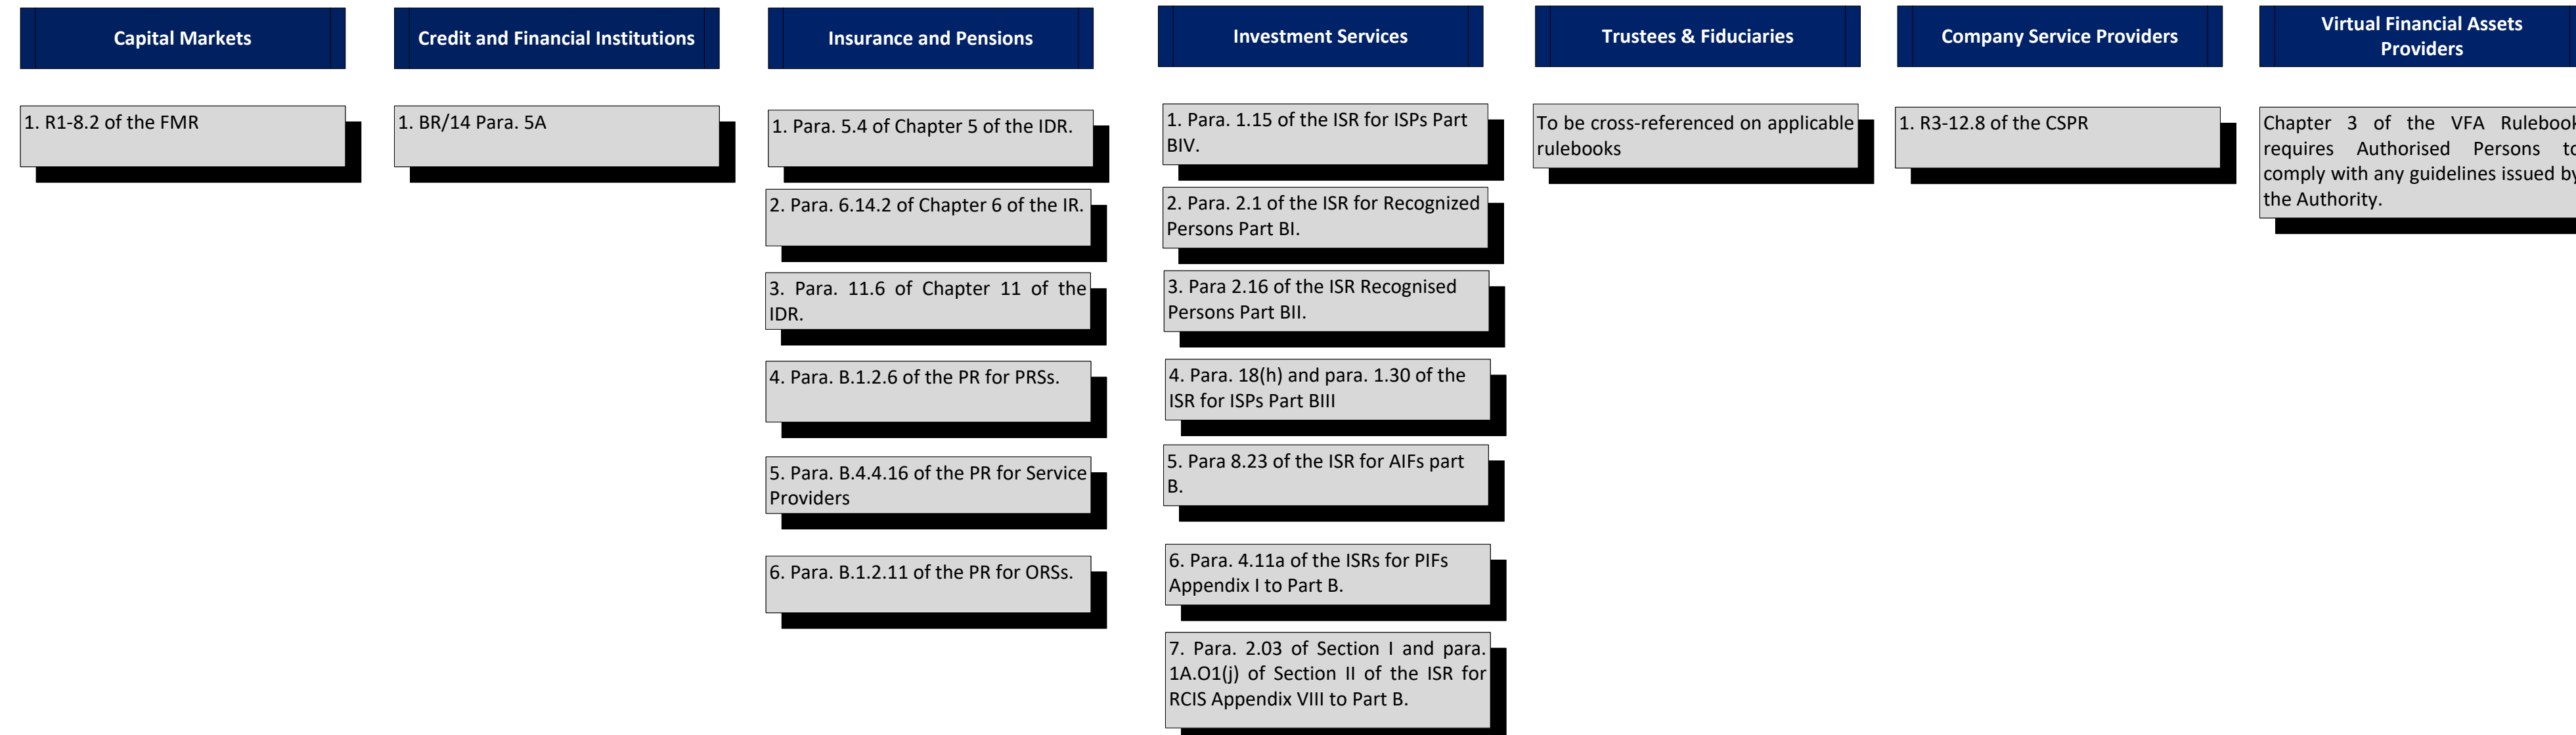 Capital Markets
1. R1-8.2 of the FMR
Credit and Financial Institutions
1. BR/14 Para. 5A
Insurance and Pensions
1. Para. 5.4 of Chapter 5 of the IDR.
2. Para. 6.14.2 of Chapter 6 of the IR.
3. Para. 11.6 of Chapter 11 of the
IDR.
4. Para. B.1.2.6 of the PR for PRSs.
5. Para. B.4.4.16 of the PR for Service
Providers
6. Para. B.1.2.11 of the PR for ORSs.
Investment Services
1. Para. 1.15 of the ISR for ISPs Part
BIV.
2. Para. 2.1 of the ISR for Recognized
Persons Part BI.
3. Para 2.16 of the ISR Recognised
Persons Part BII.
4. Para. 18(h) and para. 1.30 of the
ISR for ISPs Part BIII
5. Para 8.23 of the ISR for AIFs part
B.
6. Para. 4.11a of the ISRs for PIFs
Appendix I to Part B.
7. Para. 2.03 of Section I and para.
1A.O1(j) of Section II of the ISR for
RCIS Appendix VIII to Part B.
Trustees & Fiduciaries
To be cross-referenced on applicable
rulebooks
Company Service Providers
1. R3-12.8 of the CSPR
Virtual Financial Assets
Providers
Chapter 3 of the VFA Rulebook
requires Authorised Persons to
comply with any guidelines issued by
the Authority.